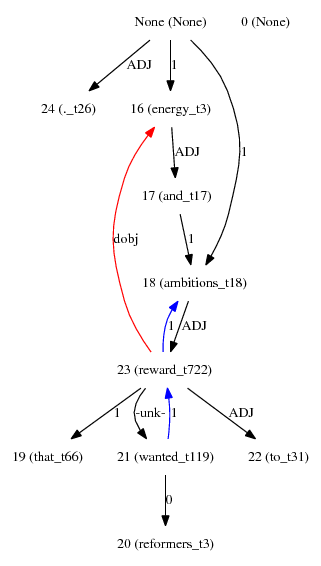 None (None) 0 (None)
ADJ 1
24 (._t26) 16 (energy_t3)
ADJ 1
17 (and_t17)
dobj 1
18 (ambitions_t18)
1 ADJ
23 (reward_t722)
1 -unk- 1 ADJ
19 (that_t66) 21 (wanted_t119) 22 (to_t31)
0
20 (reformers_t3)